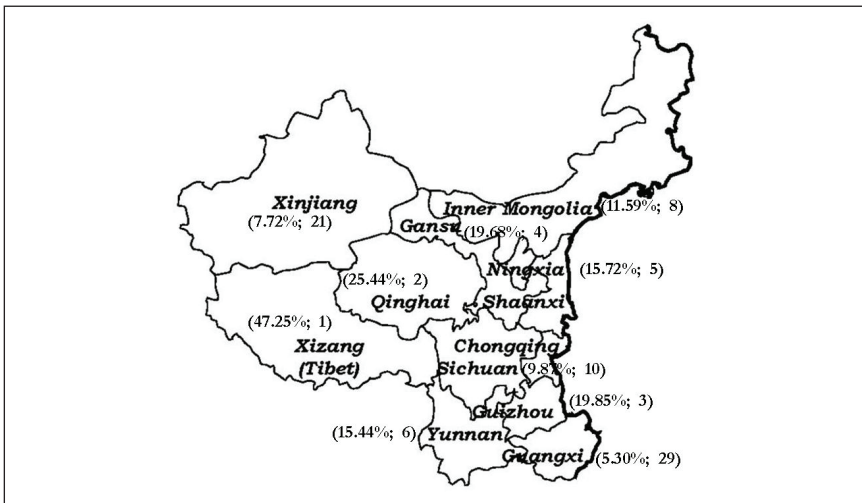 Xinjiang
(7.72%; 21)
Inner Mongolia
(11.59%; 8)
Gansu
(19.68%; 4)
Ningxia
(15.72%; 5)
(25.44%; 2)
Qinghai
Shaanxi
(47.25%; 1)
Xizang
(Tibet)
Chongqing
Sichuan
(9.87%; 10)
(19.85%; 3)
Guizhou
(15.44%; 6)
Yunnan
Guangxi
(5.30%; 29)